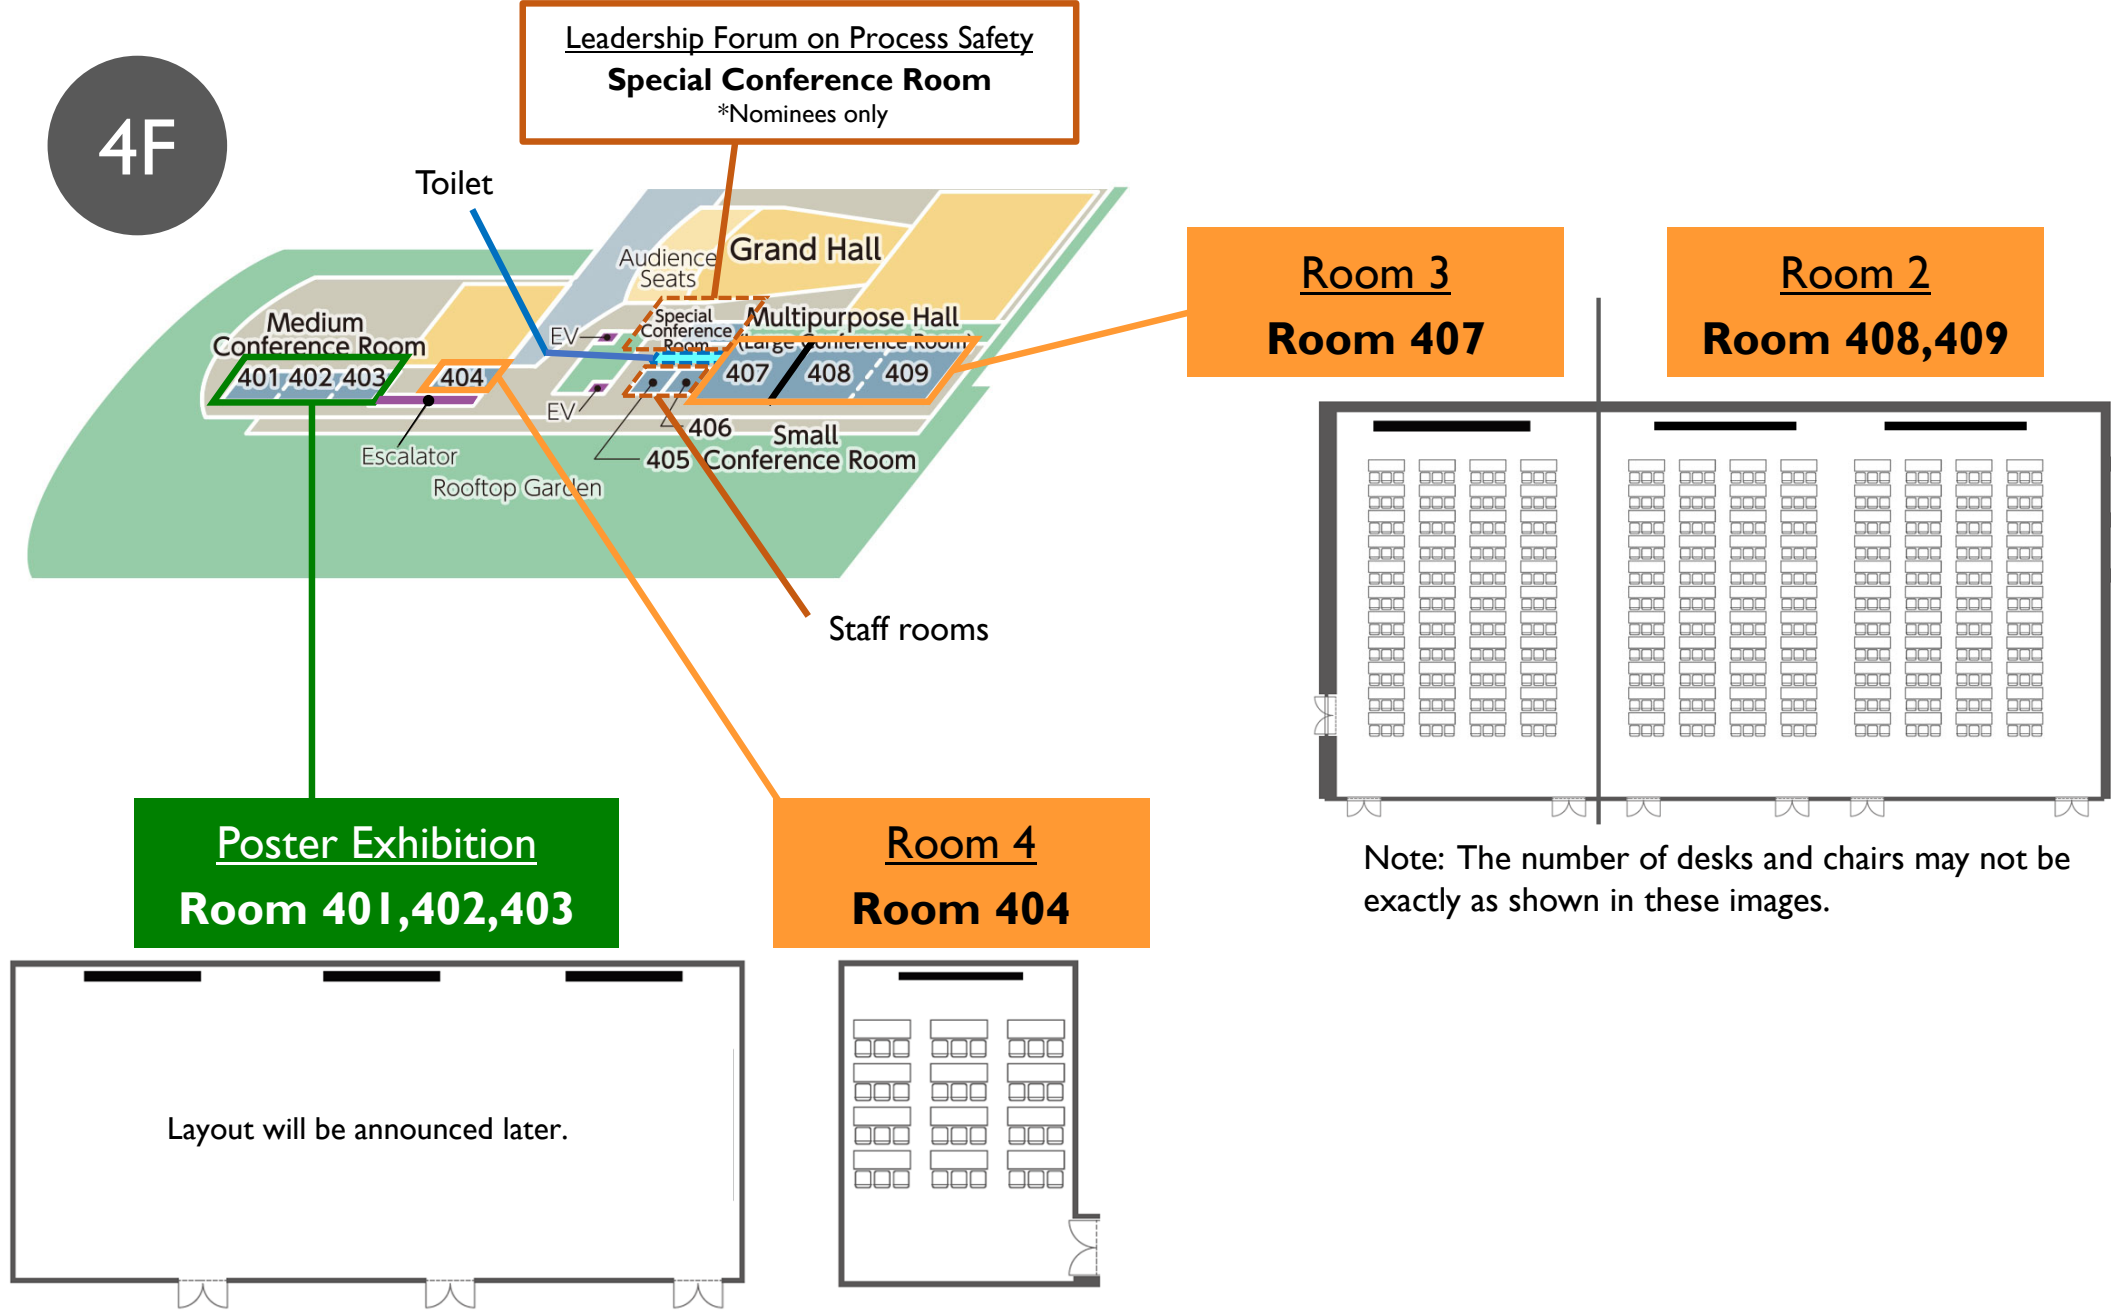 Leadership Forum on Process Safety
Special Conference Room
*Nominees only
4F
Toilet
Audience
Seats
Grand Hall
Medium
Conference Room
EV
Special
Conference
Room
Multipurpose Hall
(Large Conference Room)
401 402 403
404
407
408
409
EV
406
Small
405 Conference Room
Escalator
Rooftop Garden
Staff rooms
Room 3
Room 407
Room 2
Room 408,409
Note: The number of desks and chairs may not be
exactly as shown in these images.
Poster Exhibition
Room 401,402,403
Room 4
Room 404
Layout will be announced later.